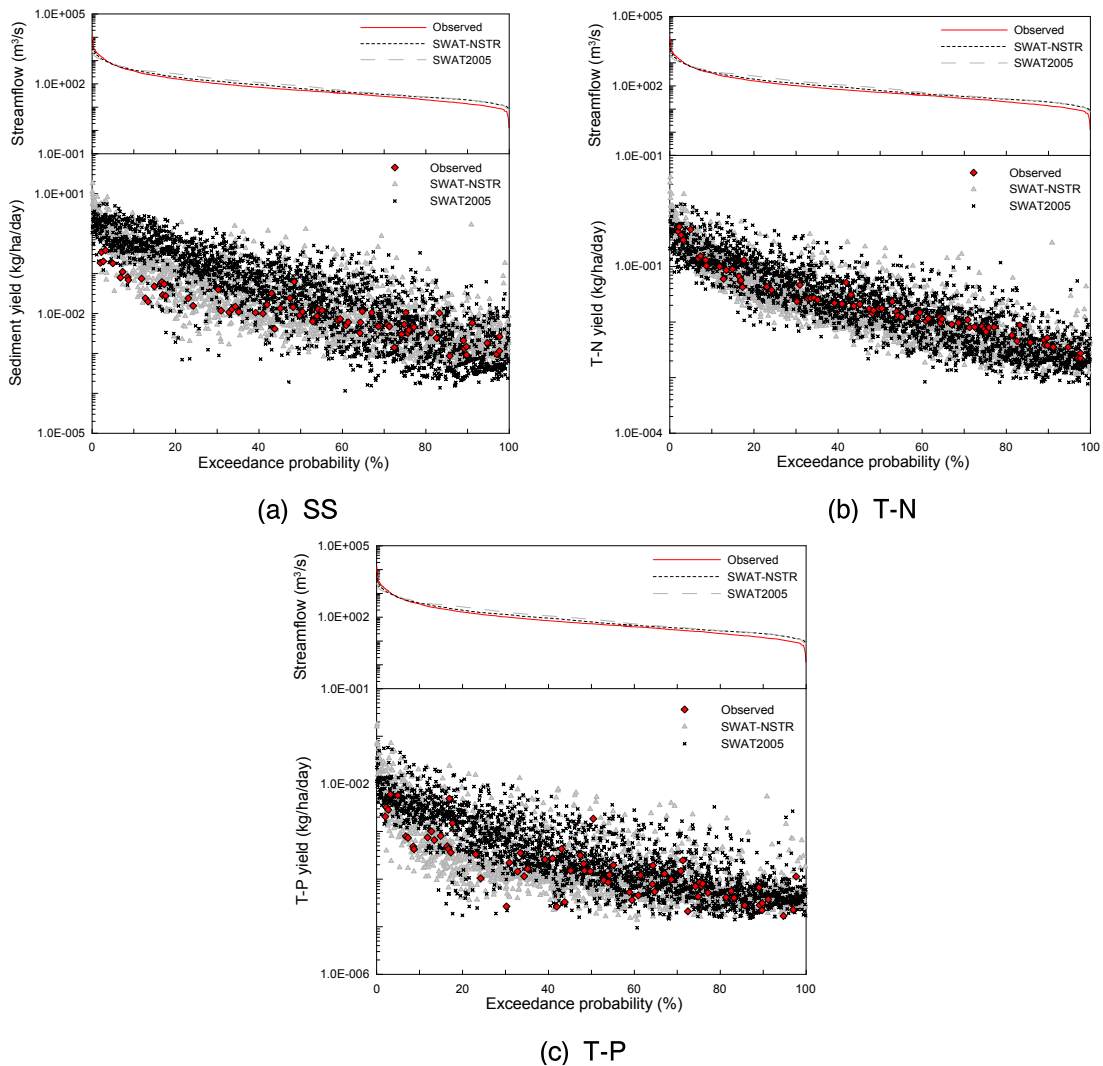 1.0E+005
1.0E+002
1.0E-001
Streamflow (m³/s)
Observed
SWAT-NSTR
SWAT2005
1.0E+001
1.0E-002
1.0E-005
Sediment yield (kg/ha/day)
Observed
SWAT-NSTR
SWAT2005
0 20 40 60 80 100
Exceedance probability (%)
(a) SS
1.0E+005
1.0E+002
1.0E-001
Streamflow (m³/s)
Observed
SWAT-NSTR
SWAT2005
1.0E-001
1.0E-004
T-N yield (kg/ha/day)
Observed
SWAT-NSTR
SWAT2005
0 20 40 60 80 100
Exceedance probability (%)
(b) T-N
1.0E+005
1.0E+002
1.0E-001
Streamflow (m³/s)
Observed
SWAT-NSTR
SWAT2005
1.0E-002
1.0E-006
T-P yield (kg/ha/day)
Observed
SWAT-NSTR
SWAT2005
0 20 40 60 80 100
Exceedance probability (%)
(c) T-P